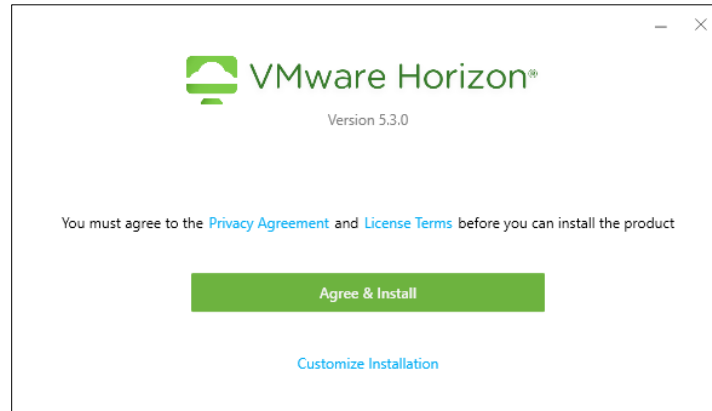 VMware Horizon®
Version 5.3.0
You must agree to the Privacy Agreement and License Terms before you can install the product
Agree & Install
Customize Installation